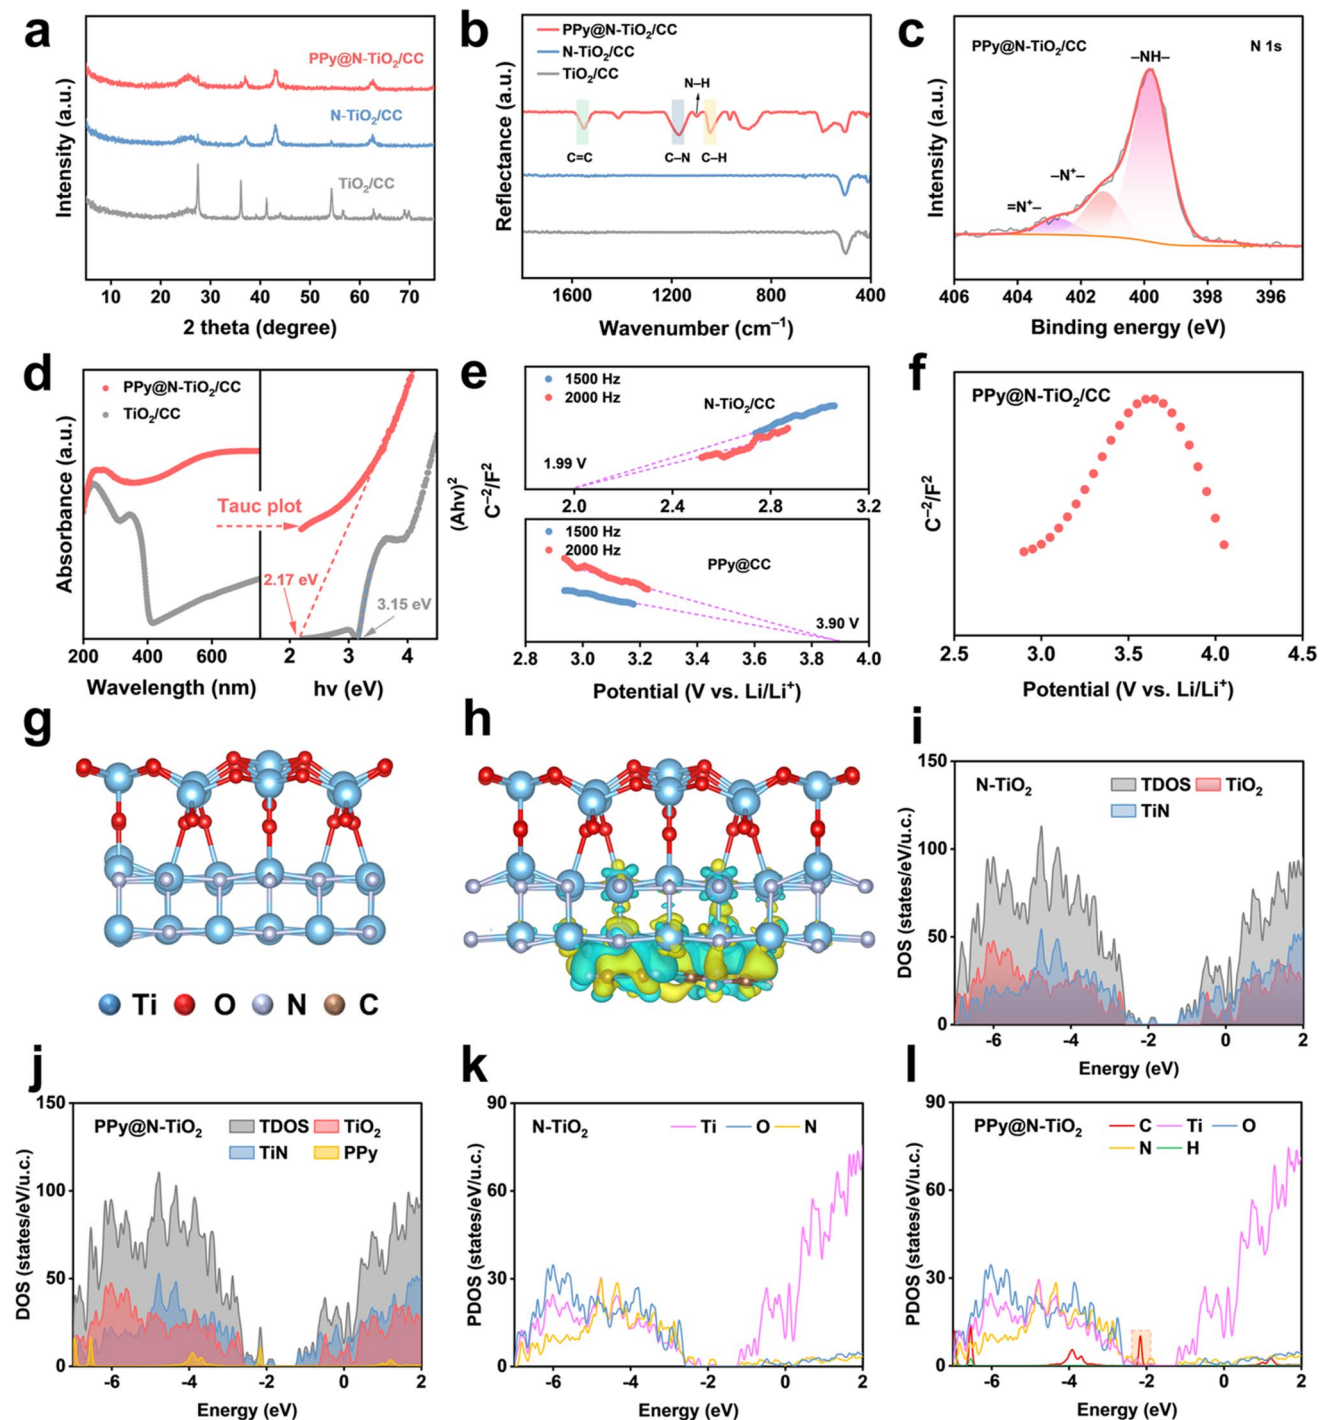 a
PPy@N-TiO₂/CC
N-TiO₂/CC
TiO₂/CC
Intensity (a.u.)
10 20 30 40 50 60 70
2 theta (degree)
b
PPy@N-TiO₂/CC
N-TiO₂/CC
TiO₂/CC
N–H
C=C
C–N
C–H
Reflectance (a.u.)
1600 1200 800 400
Wavenumber (cm⁻¹)
c
PPy@N-TiO₂/CC
N 1s
–NH–
–N⁺–
=N⁺–
Intensity (a.u.)
406 404 402 400 398 396
Binding energy (eV)
d
PPy@N-TiO₂/CC
TiO₂/CC
Tauc plot
2.17 eV
3.15 eV
Absorbance (a.u.)
(Ahv)²
200 400 600
2 3 4
Wavelength (nm)
hv (eV)
e
1500 Hz
2000 Hz
N-TiO₂/CC
1.99 V
2.0 2.4 2.8 3.2
C⁻²/F²
1500 Hz
2000 Hz
PPy@CC
3.90 V
2.8 3.0 3.2 3.4 3.6 3.8 4.0
Potential (V vs. Li/Li⁺)
f
PPy@N-TiO₂/CC
C⁻²/F²
2.5 3.0 3.5 4.0 4.5
Potential (V vs. Li/Li⁺)
g
Ti O N C
h
i
N-TiO₂
TDOS TiO₂
TiN
DOS (states/eV/u.c.)
150
100
50
0
-6 -4 -2 0 2
Energy (eV)
j
PPy@N-TiO₂
TDOS TiO₂
TiN PPy
DOS (states/eV/u.c.)
150
100
50
0
-6 -4 -2 0 2
Energy (eV)
k
N-TiO₂
Ti O N
PDOS (states/eV/u.c.)
90
60
30
0
-6 -4 -2 0 2
Energy (eV)
l
PPy@N-TiO₂
C Ti O
N H
PDOS (states/eV/u.c.)
90
60
30
0
-6 -4 -2 0 2
Energy (eV)